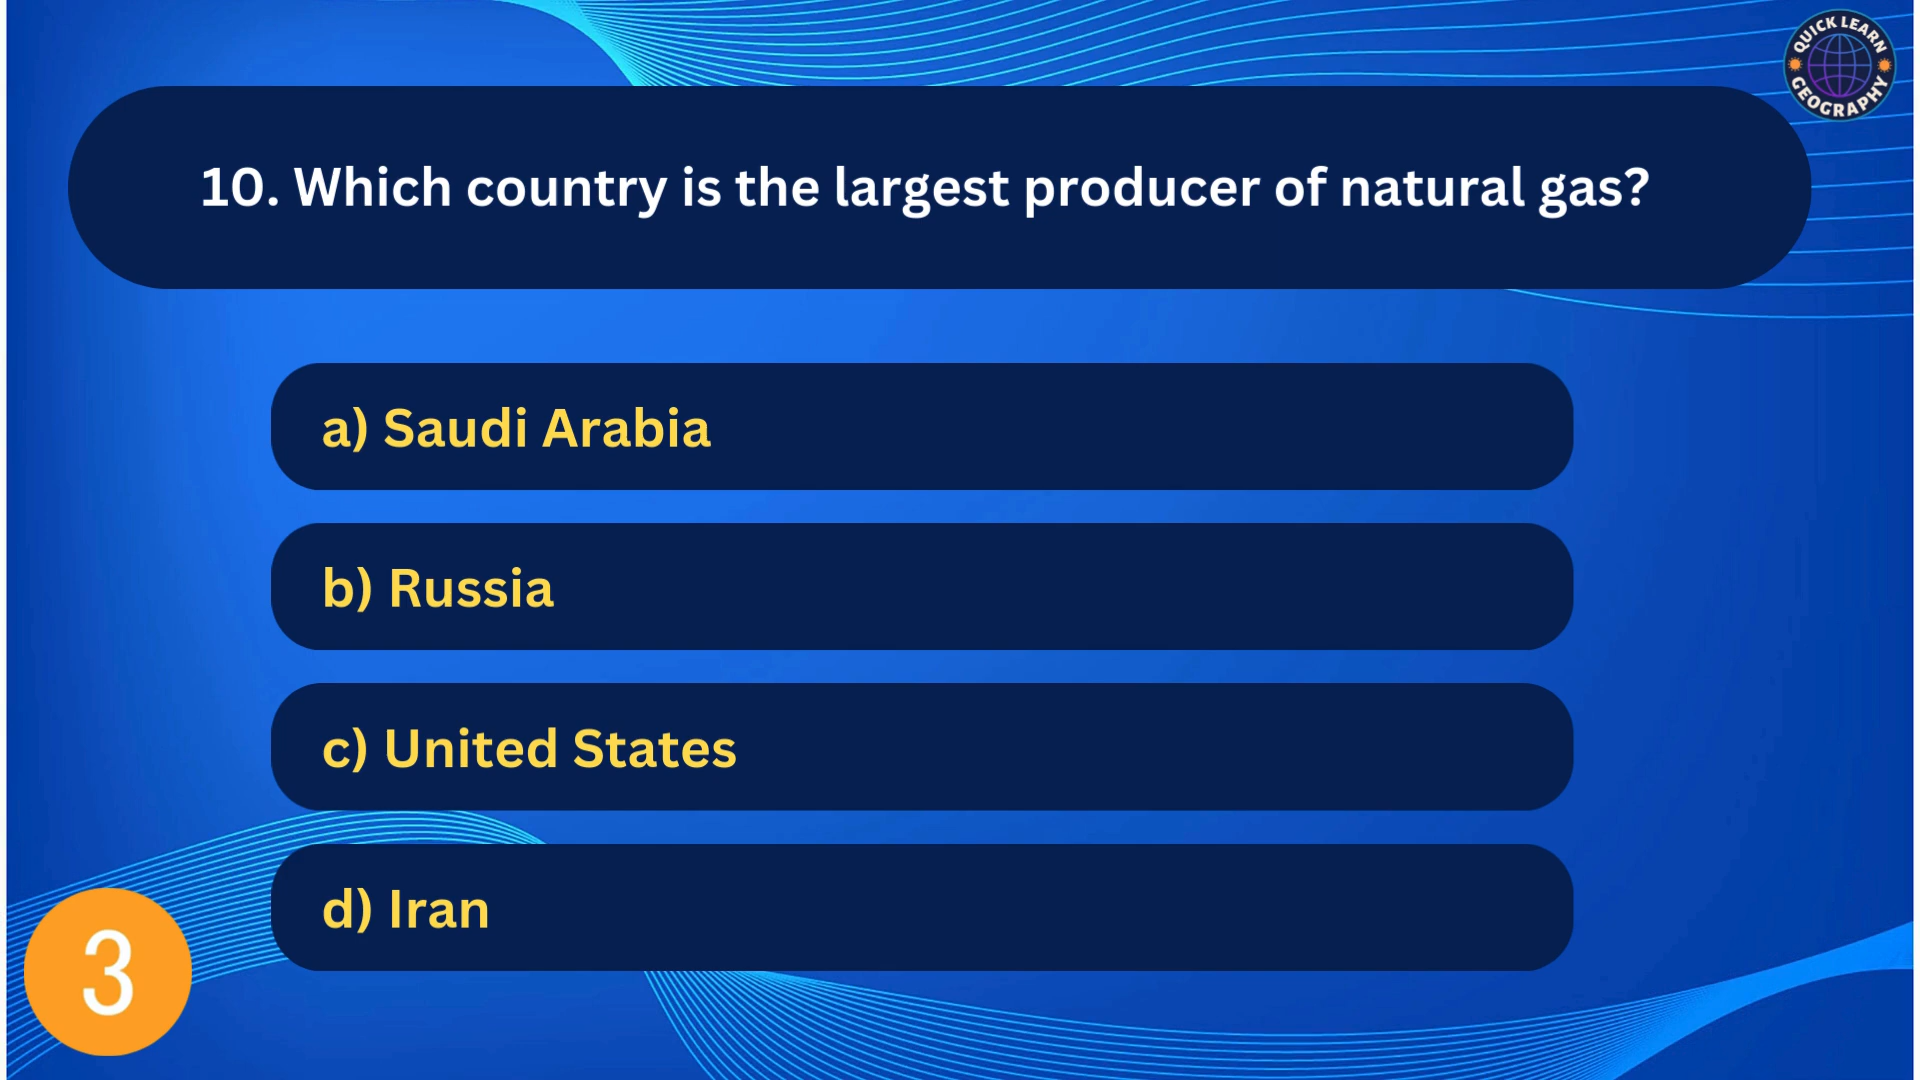 QUICK LEARN
GEOGRAPHY
10. Which country is the largest producer of natural gas?
a) Saudi Arabia
b) Russia
c) United States
d) Iran
3